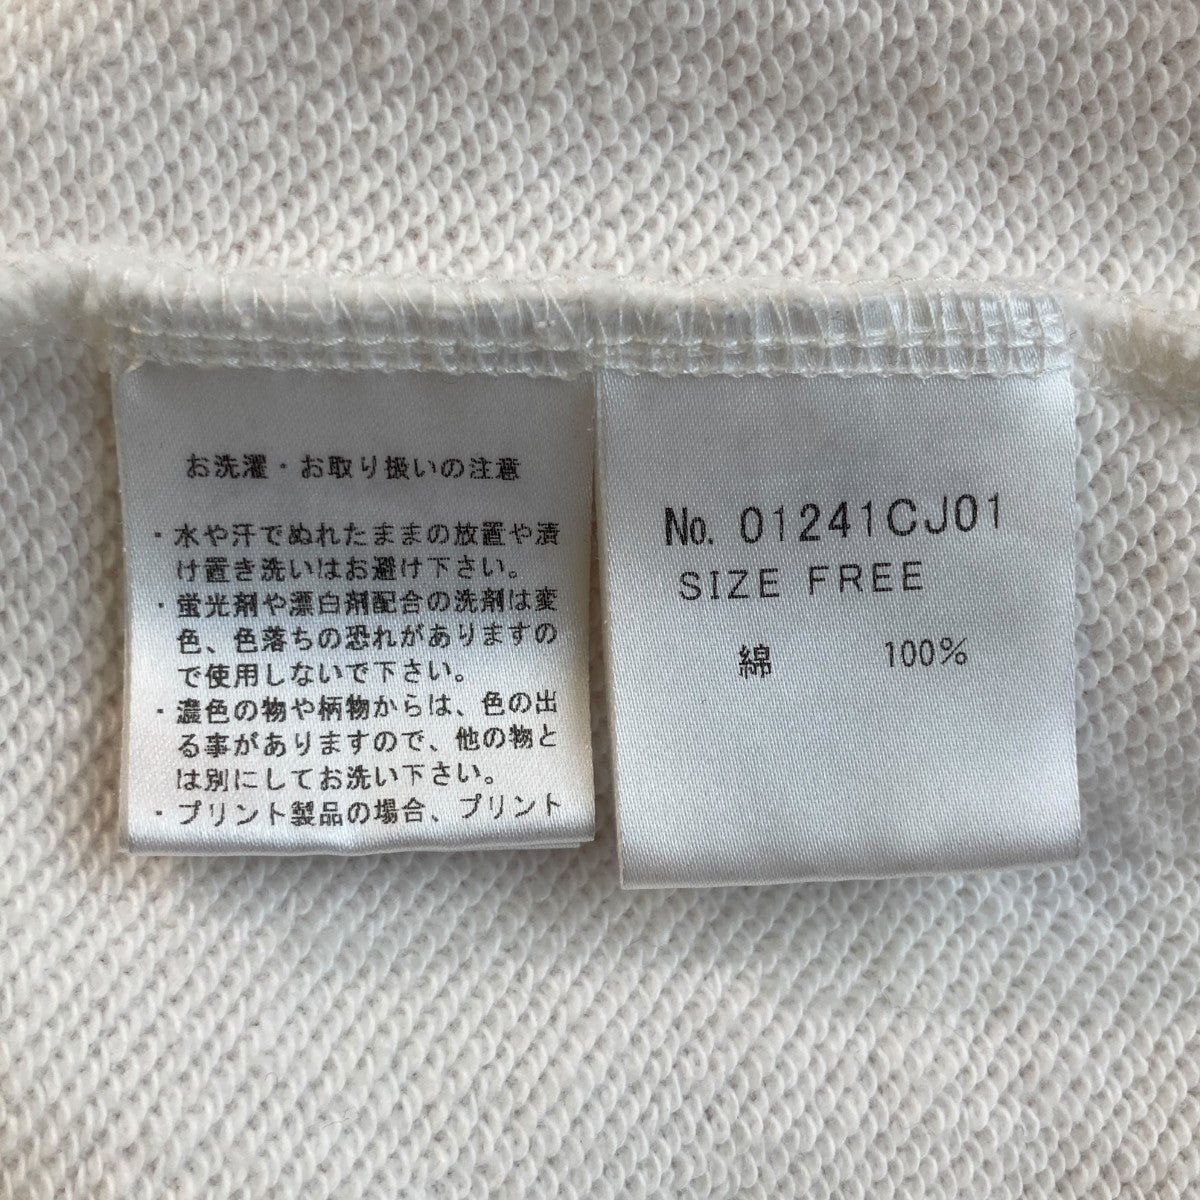 お洗濯・お取り扱いの注意
・水や汗でぬれたままの放置や漬
け置き洗いはお避け下さい。
・蛍光剤や漂白剤配合の洗剤は変
色、色落ちの恐れがありますの
で使用しないで下さい。
・濃色の物や柄物からは、色の出
る事がありますので、他の物と
は別にしてお洗い下さい。
・プリント製品の場合、プリント
No. 01241CJ01
SIZE FREE
綿 100%